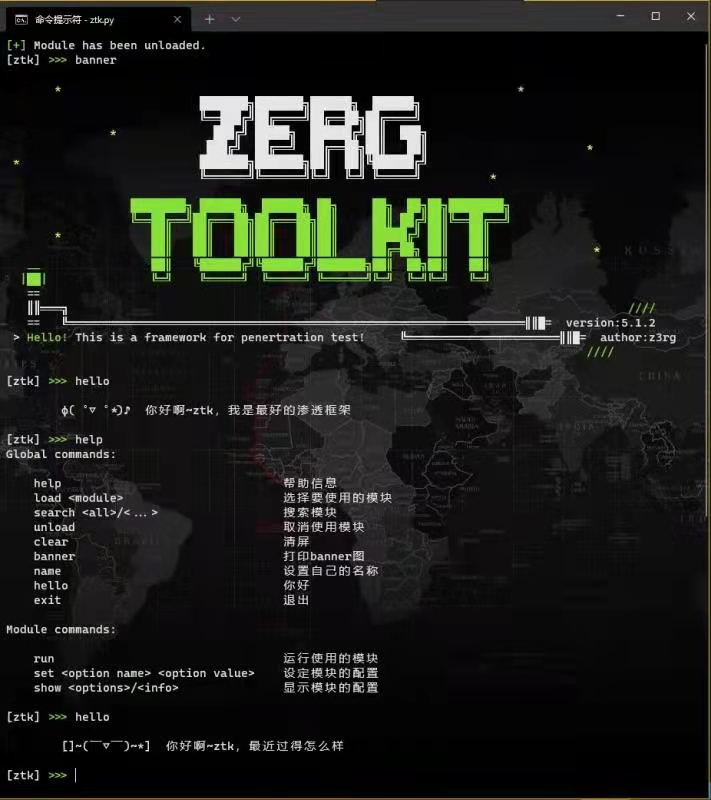 命令提示符 - ztk.py
[+] Module has been unloaded.
[ztk] >>> banner
ZERG
TOOLKIT
version:5.1.2
> Hello! This is a framework for penertration test!
author:z3rg
[ztk] >>> hello
ф( ゜▽ ゜*)♪ 你好啊~ztk, 我是最好的渗透框架
[ztk] >>> help
Global commands:
help 帮助信息
load <module> 选择要使用的模块
search <all>/<...> 搜索模块
unload 取消使用模块
clear 清屏
banner 打印banner图
name 设置自己的名称
hello 你好
exit 退出
Module commands:
run 运行使用的模块
set <option name> <option value> 设定模块的配置
show <options>/<info> 显示模块的配置
[ztk] >>> hello
[]~(￣▽￣)~*] 你好啊~ztk, 最近过得怎么样
[ztk] >>>